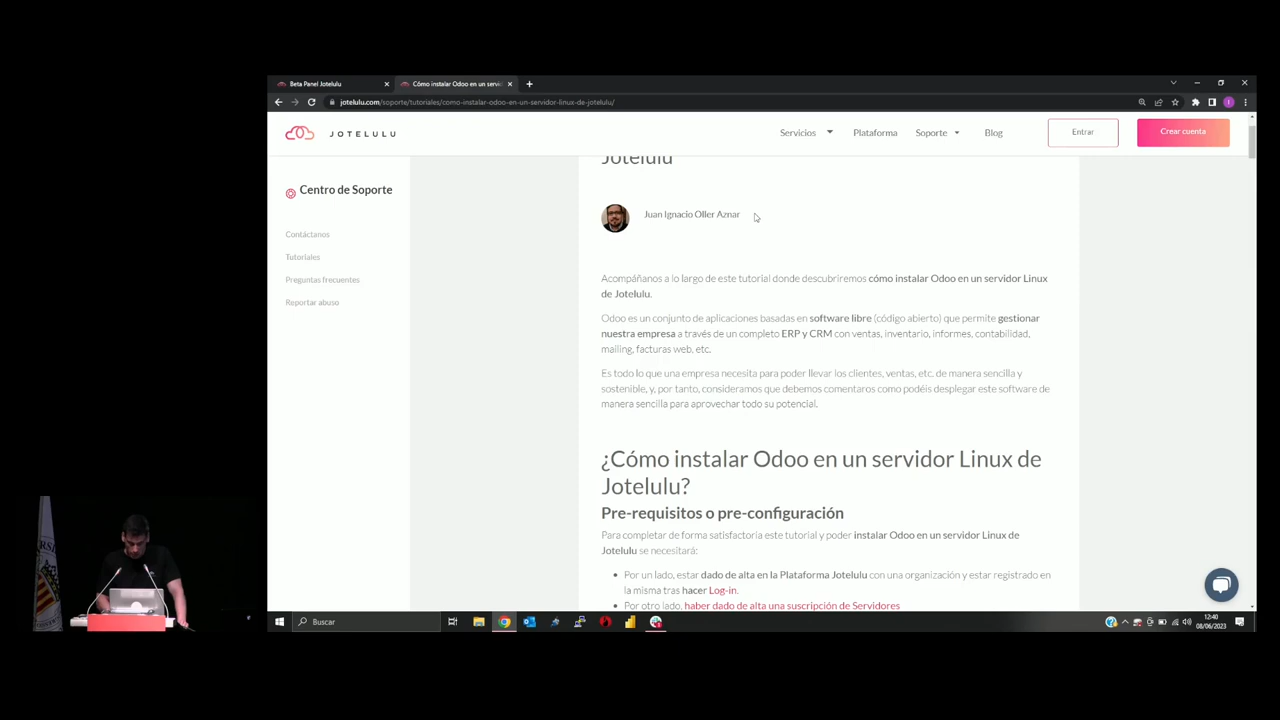 Beta Panel Jotelulu
Cómo instalar Odoo en un servi
jotelulu.com/soporte/tutoriales/como-instalar-odoo-en-un-servidor-linux-de-jotelulu/
JOTELULU
Servicios
Plataforma
Soporte
Blog
Entrar
Crear cuenta
Jotelulu
Centro de Soporte
Contáctanos
Tutoriales
Preguntas frecuentes
Reportar abuso
Juan Ignacio Oller Aznar
Acompáñanos a lo largo de este tutorial donde descubriremos cómo instalar Odoo en un servidor Linux
de Jotelulu.
Odoo es un conjunto de aplicaciones basadas en software libre (código abierto) que permite gestionar
nuestra empresa a través de un completo ERP y CRM con ventas, inventario, informes, contabilidad,
mailing, facturas web, etc.
Es todo lo que una empresa necesita para poder llevar los clientes, ventas, etc. de manera sencilla y
sostenible, y, por tanto, consideramos que debemos comentaros como podéis desplegar este software de
manera sencilla para aprovechar todo su potencial.
¿Cómo instalar Odoo en un servidor Linux de
Jotelulu?
Pre-requisitos o pre-configuración
Para completar de forma satisfactoria este tutorial y poder instalar Odoo en un servidor Linux de
Jotelulu se necesitará:
• Por un lado, estar dado de alta en la Plataforma Jotelulu con una organización y estar registrado en
la misma tras hacer Log-in.
• Por otro lado, haber dado de alta una suscripción de Servidores
Buscar
12:40
08/06/2023